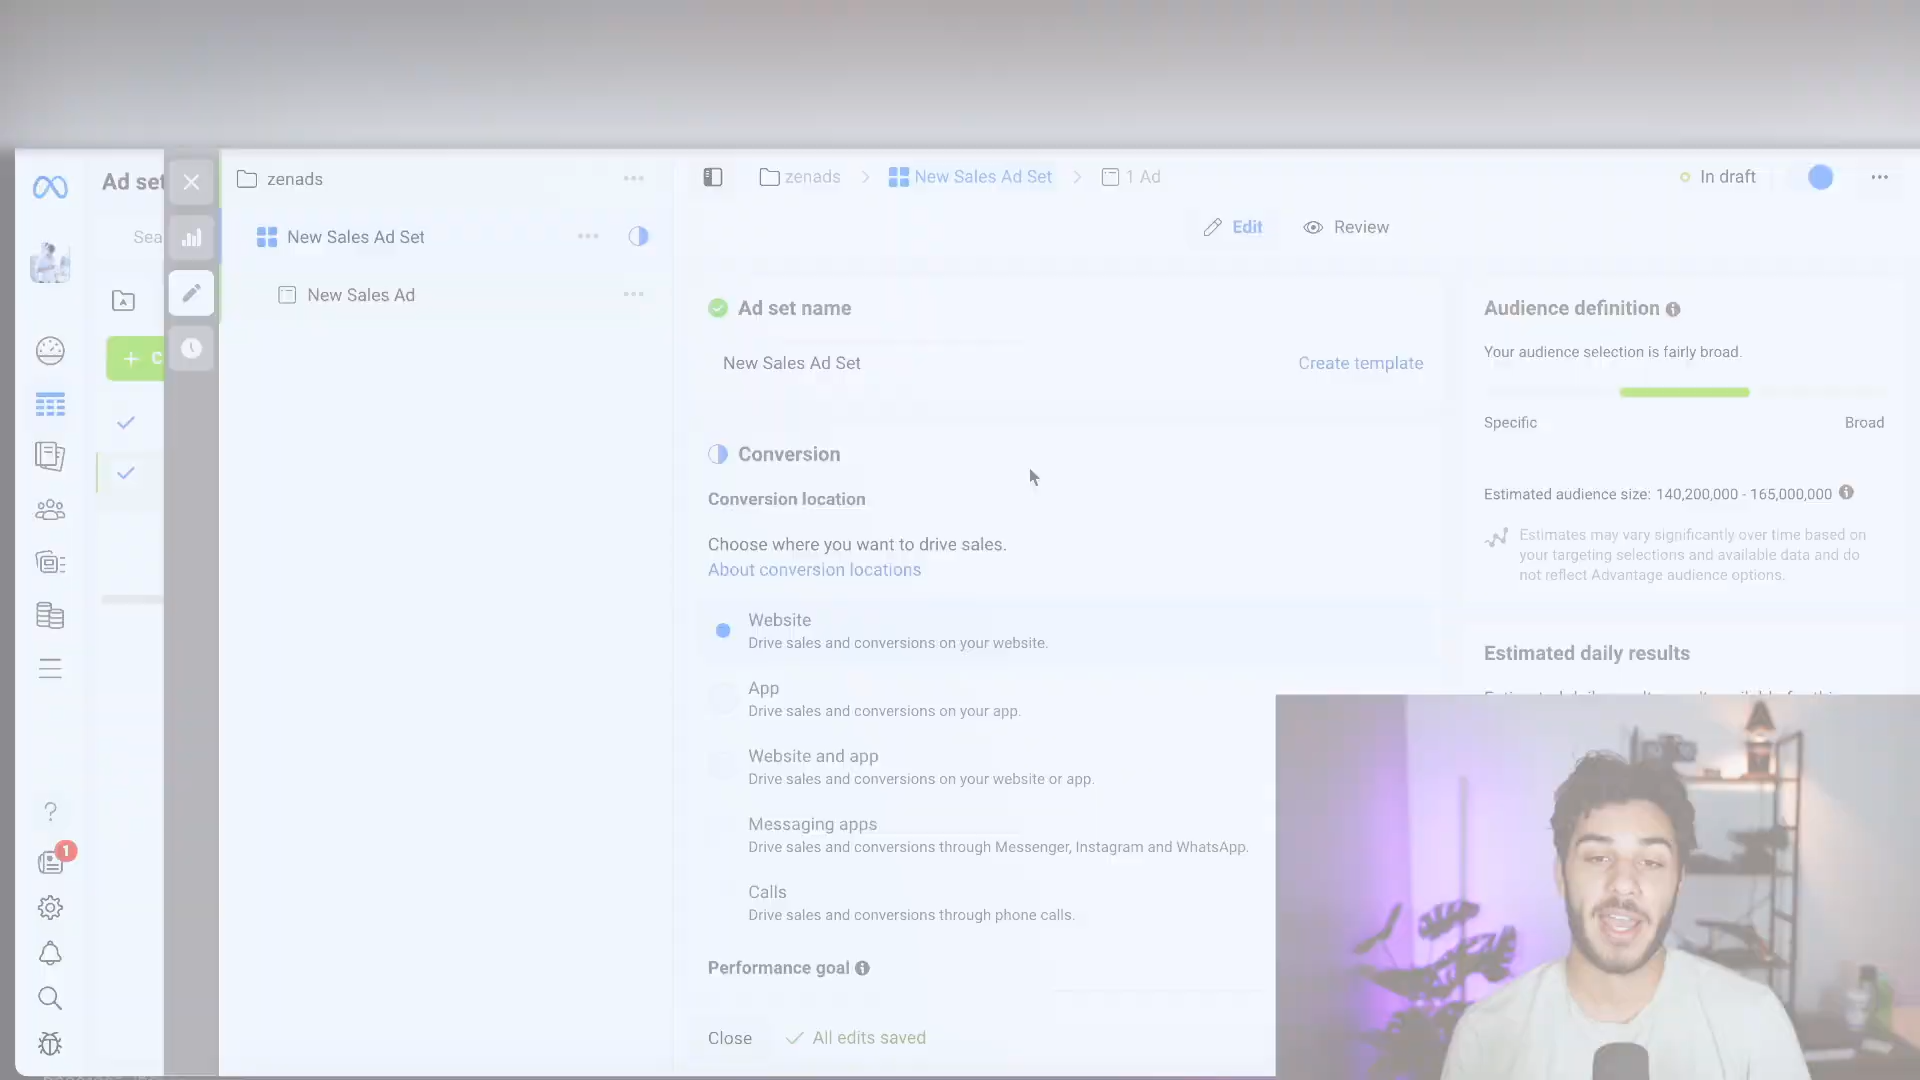 Ad set
zenads
zenads > New Sales Ad Set > 1 Ad
In draft
Sea
New Sales Ad Set
Edit
Review
New Sales Ad
Ad set name
New Sales Ad Set
Create template
Audience definition
Your audience selection is fairly broad.
Specific
Broad
+ C
Conversion
Conversion location
Choose where you want to drive sales.
About conversion locations
Estimated audience size: 140,200,000 - 165,000,000
Estimates may vary significantly over time based on
your targeting selections and available data and do
not reflect Advantage audience options.
Website
Drive sales and conversions on your website.
Estimated daily results
App
Drive sales and conversions on your app.
Website and app
Drive sales and conversions on your website or app.
Messaging apps
Drive sales and conversions through Messenger, Instagram and WhatsApp.
1
Calls
Drive sales and conversions through phone calls.
Performance goal
Close
All edits saved